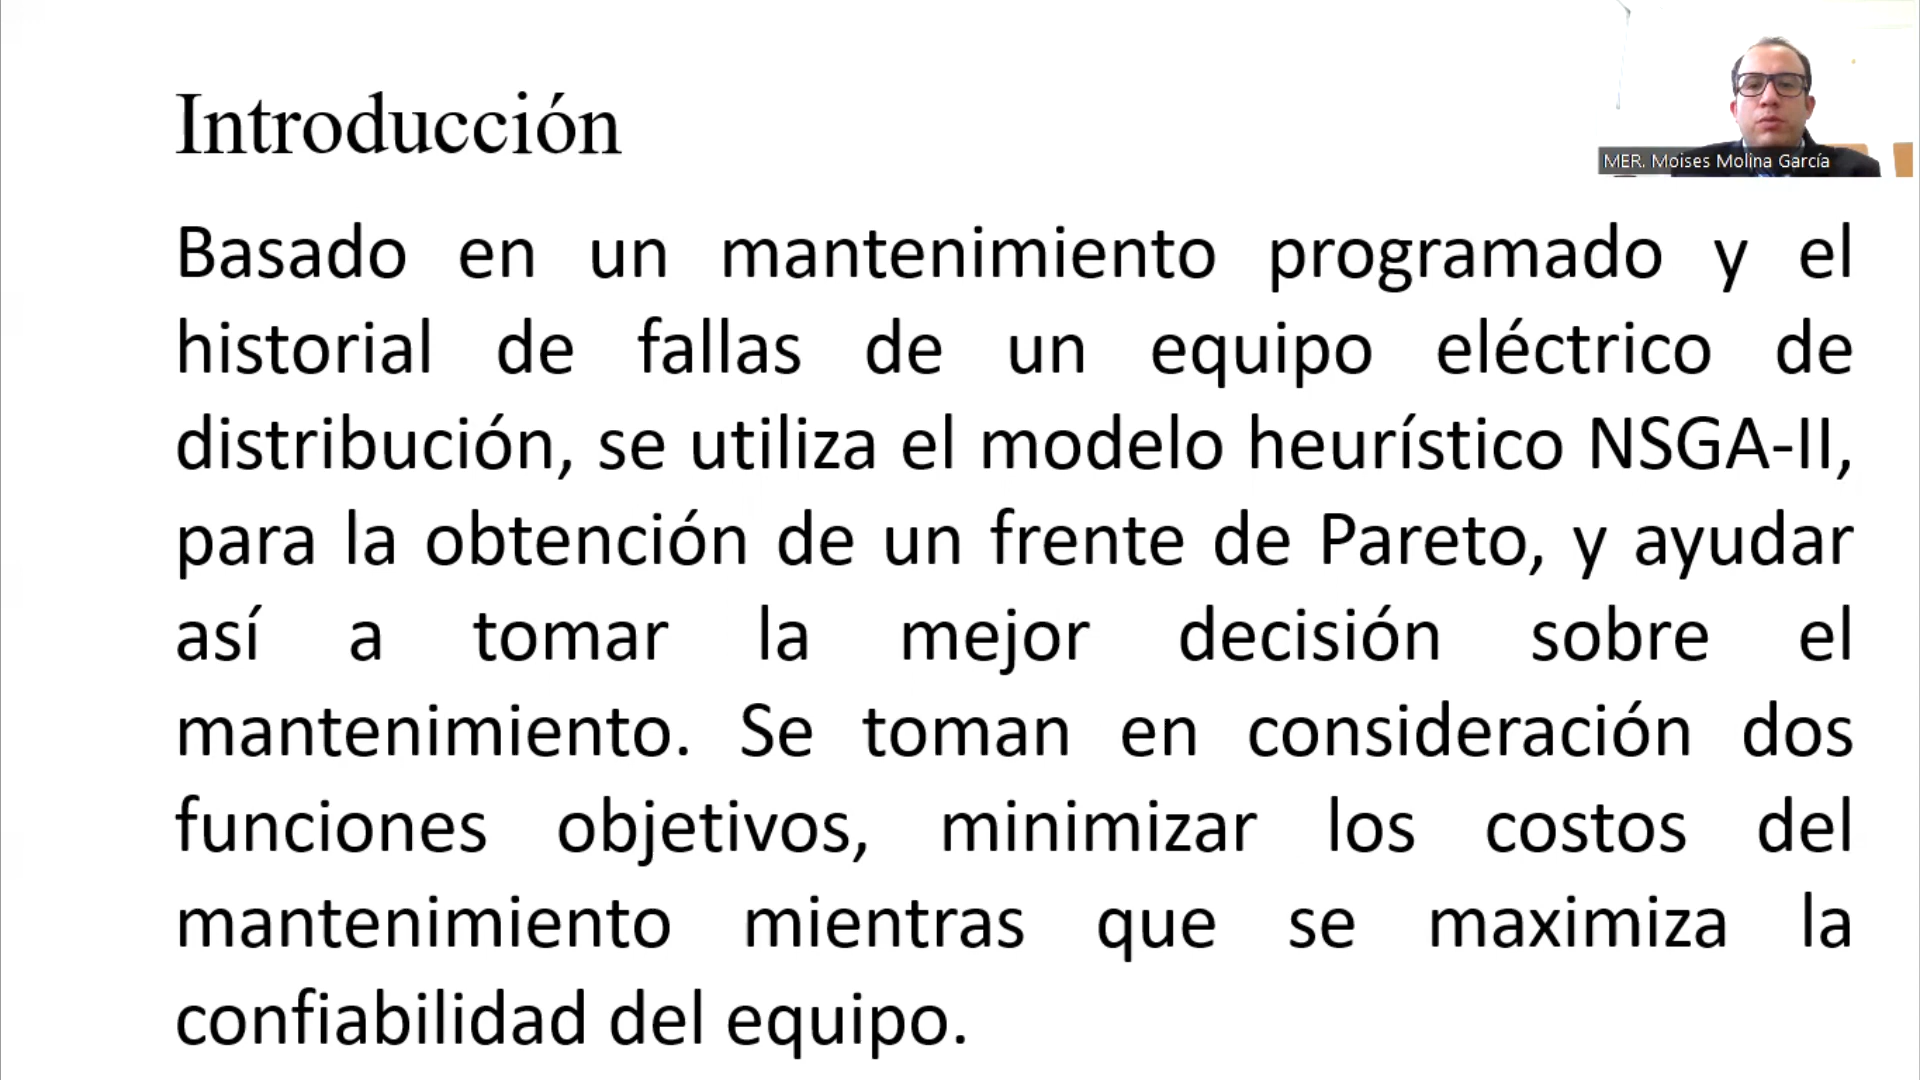 Introducción
MER. Moises Molina García
Basado en un mantenimiento programado y el
historial de fallas de un equipo eléctrico de
distribución, se utiliza el modelo heurístico NSGA-II,
para la obtención de un frente de Pareto, y ayudar
así a tomar la mejor decisión sobre el
mantenimiento. Se toman en consideración dos
funciones objetivos, minimizar los costos del
mantenimiento mientras que se maximiza la
confiabilidad del equipo.